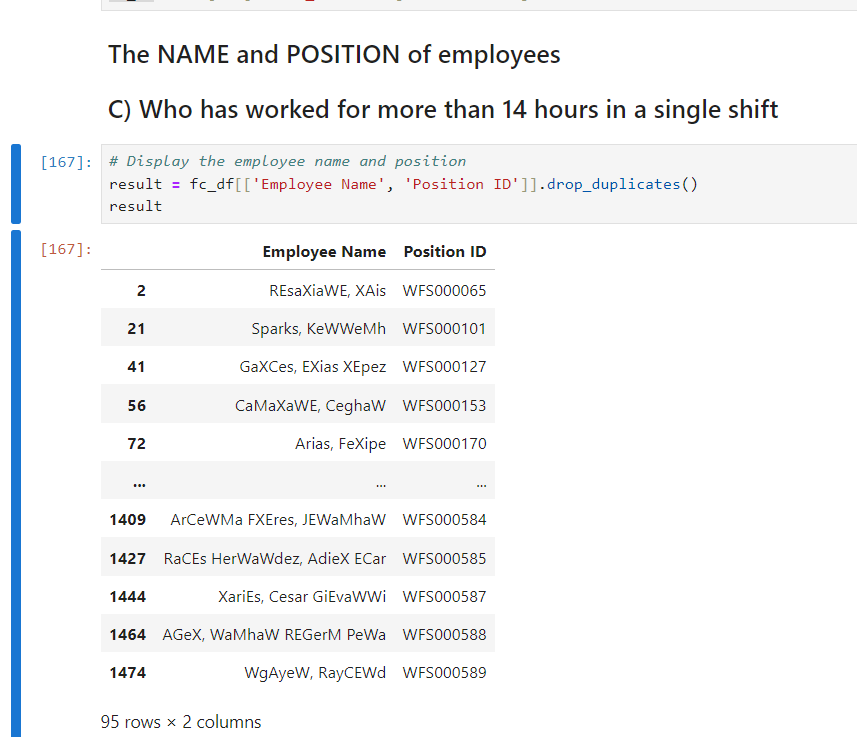 The NAME and POSITION of employees
C) Who has worked for more than 14 hours in a single shift
[167]: # Display the employee name and position
result = fc_df[['Employee Name', 'Position ID']].drop_duplicates()
result
[167]: Employee Name Position ID
2 REsaXiaWE, XAis WFS000065
21 Sparks, KeWWeMh WFS000101
41 GaXCes, EXias XEpez WFS000127
56 CaMaXaWE, CeghaW WFS000153
72 Arias, FeXipe WFS000170
... ... ...
1409 ArCeWMa FXEres, JEWaMhaW WFS000584
1427 RaCEs HerWaWdez, AdieX ECar WFS000585
1444 XariEs, Cesar GiEvaWWi WFS000587
1464 AGeX, WaMhaW REGerM PeWa WFS000588
1474 WgAyeW, RayCEWd WFS000589
95 rows × 2 columns